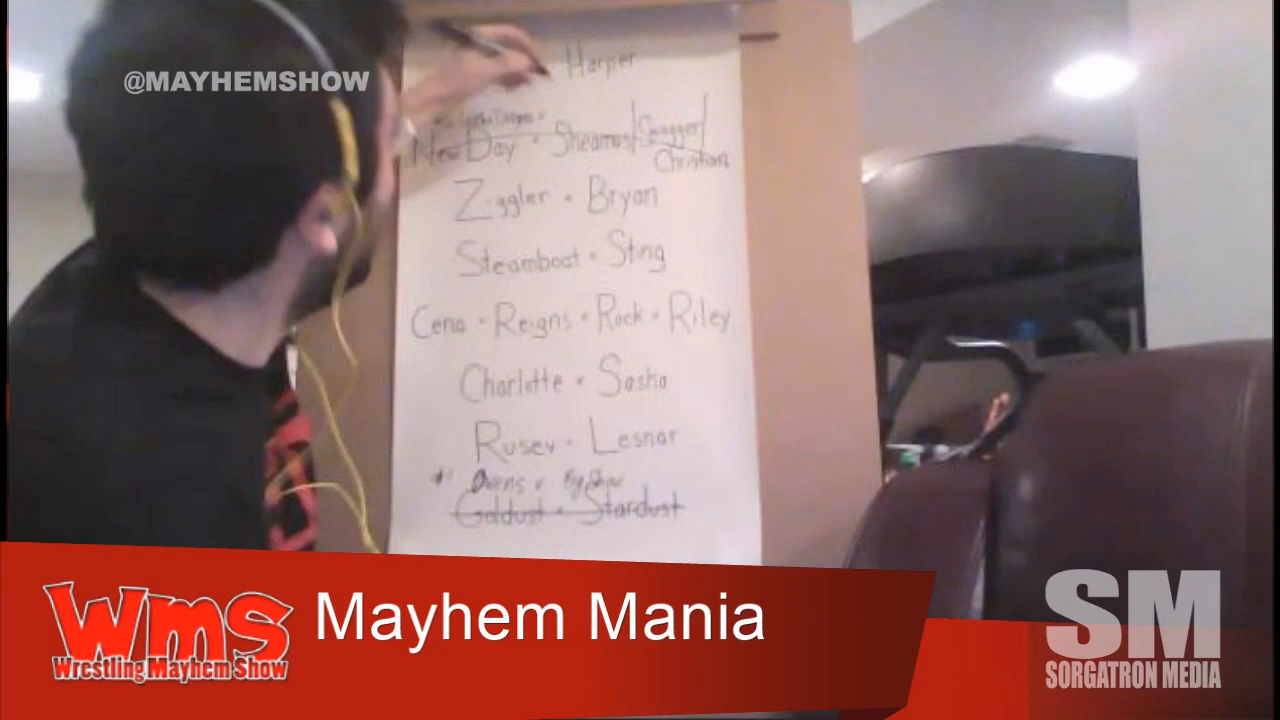 @MAYHEMSHOW
Harper
New Day • Sheamus/Swagger/
Christian
Ziggler • Bryan
Steamboat • Sting
Cena • Reigns • Rock • Riley
Charlotte • Sasha
Rusev • Lesnar
Owens v Big Show
Goldust • Stardust
wms
Wrestling Mayhem Show
Mayhem Mania
SM
SORGATRON MEDIA